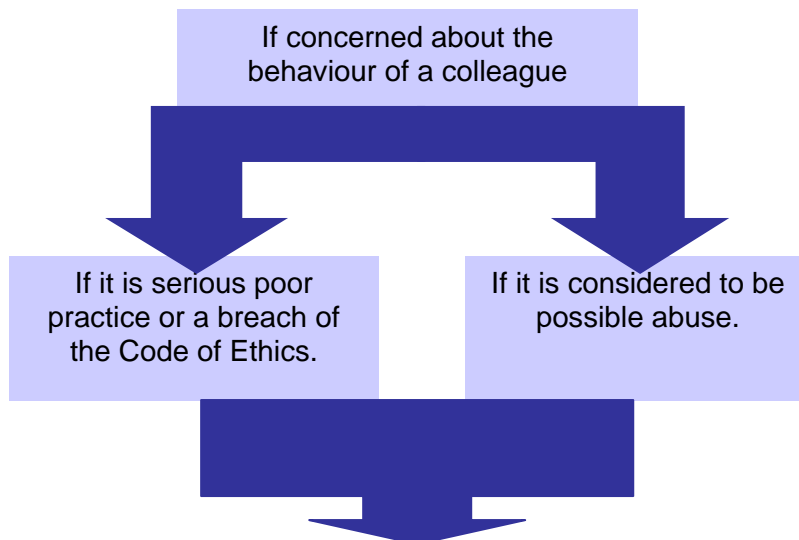 If concerned about the
behaviour of a colleague
If it is serious poor
practice or a breach of
the Code of Ethics.
If it is considered to be
possible abuse.